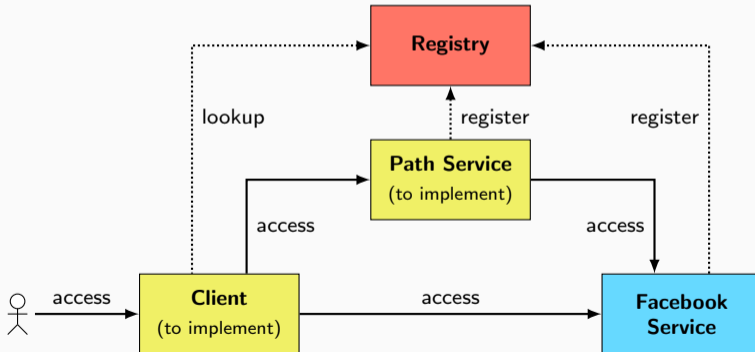 Registry
lookup
register
register
Path Service
(to implement)
access
access
access
Client
(to implement)
access
Facebook
Service